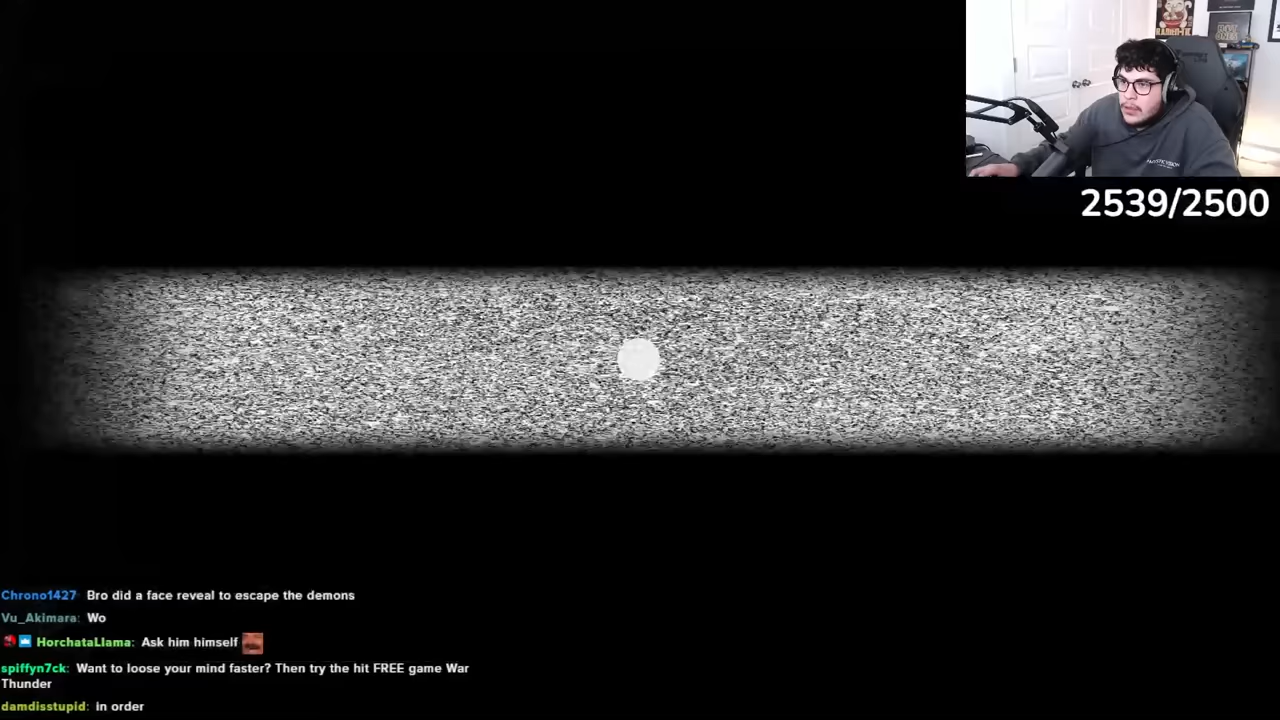 2539/2500
Chrono1427: Bro did a face reveal to escape the demons
Vu_Akimara: Wo
HorchataLlama: Ask him himself
spiffyn7ck: Want to loose your mind faster? Then try the hit FREE game War
Thunder
damdisstupid: in order